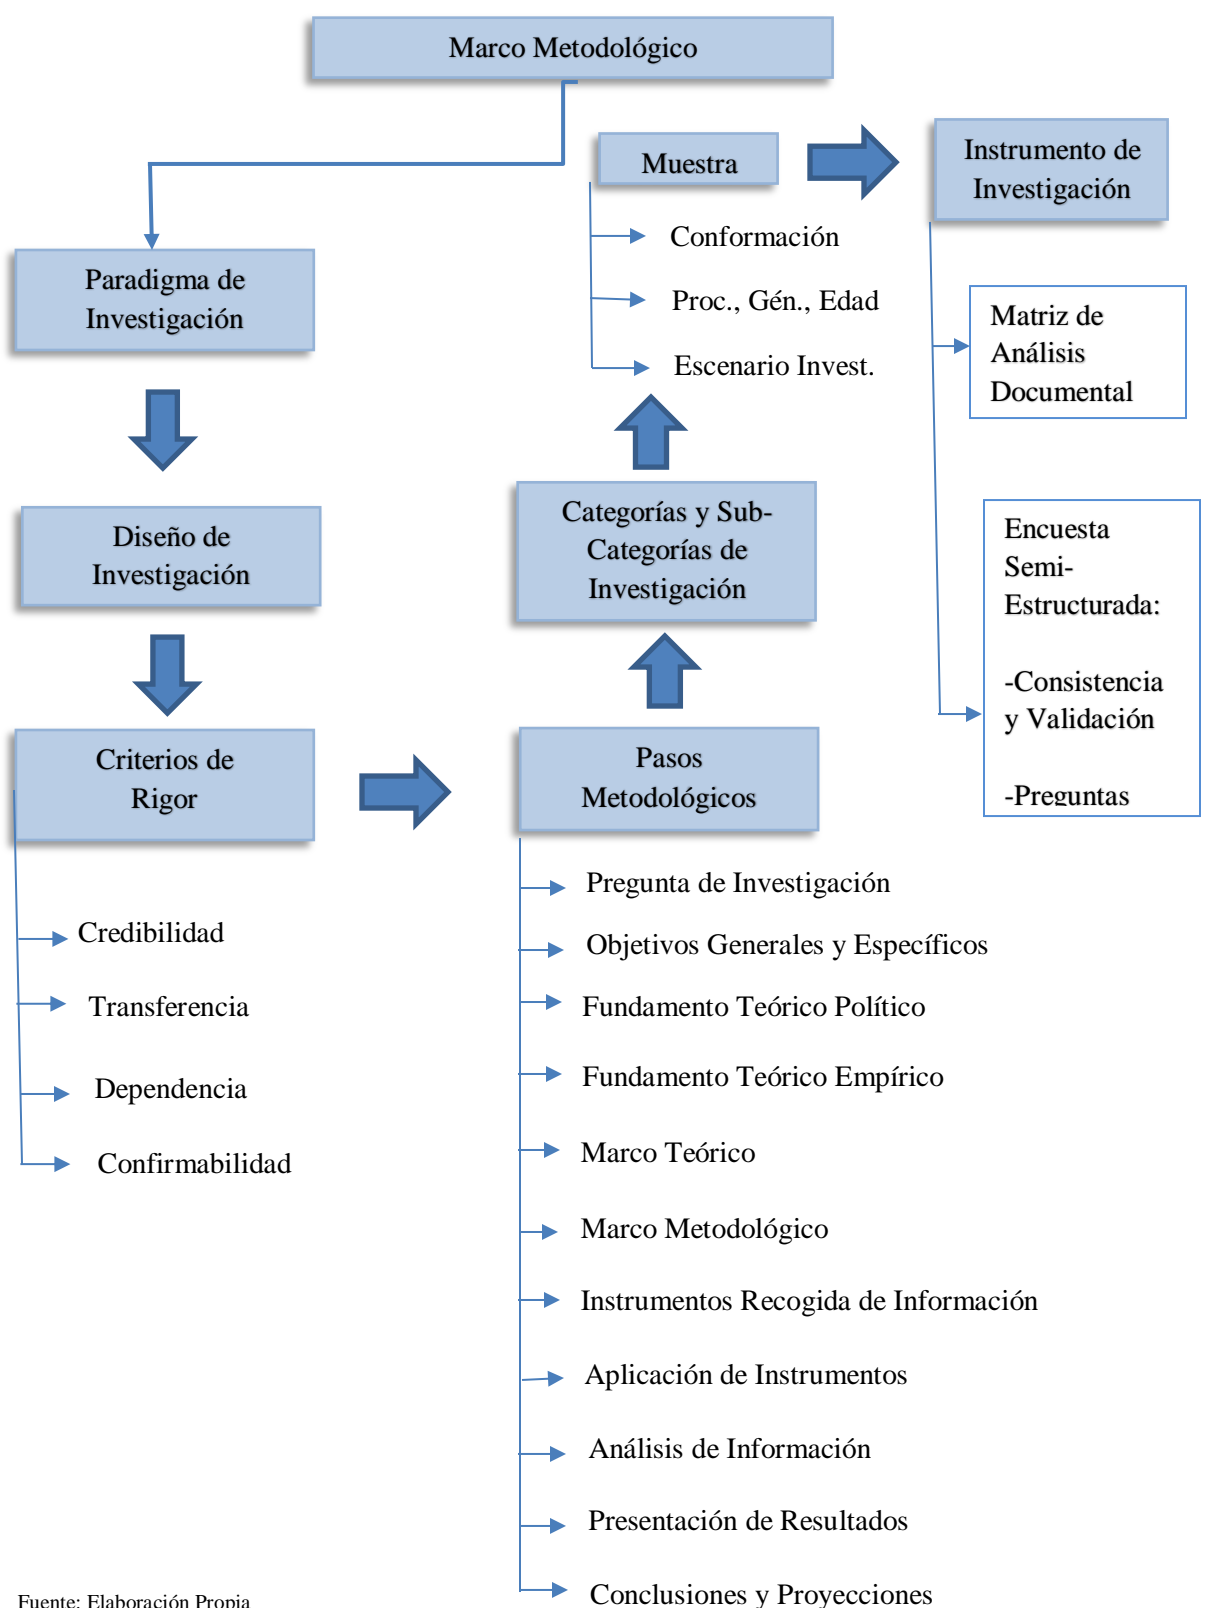 Marco Metodológico
Paradigma de
Investigación
Diseño de
Investigación
Criterios de
Rigor
Credibilidad
Transferencia
Dependencia
Confirmabilidad
Pasos
Metodológicos
Pregunta de Investigación
Objetivos Generales y Específicos
Fundamento Teórico Político
Fundamento Teórico Empírico
Marco Teórico
Marco Metodológico
Instrumentos Recogida de Información
Aplicación de Instrumentos
Análisis de Información
Presentación de Resultados
Conclusiones y Proyecciones
Categorías y Sub-
Categorías de
Investigación
Muestra
Conformación
Proc., Gén., Edad
Escenario Invest.
Instrumento de
Investigación
Matriz de
Análisis
Documental
Encuesta
Semi-
Estructurada:
-Consistencia
y Validación
-Preguntas
Fuente: Elaboración Propia